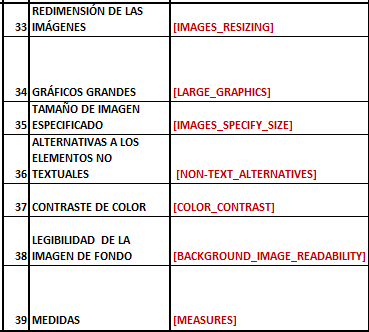 REDIMENSIÓN DE LAS
33 IMÁGENES [IMAGES_RESIZING]
34 GRÁFICOS GRANDES [LARGE_GRAPHICS]
TAMAÑO DE IMAGEN
35 ESPECIFICADO [IMAGES_SPECIFY_SIZE]
ALTERNATIVAS A LOS
ELEMENTOS NO
36 TEXTUALES [NON-TEXT_ALTERNATIVES]
37 CONTRASTE DE COLOR [COLOR_CONTRAST]
LEGIBILIDAD DE LA
38 IMAGEN DE FONDO [BACKGROUND_IMAGE_READABILITY]
39 MEDIDAS [MEASURES]